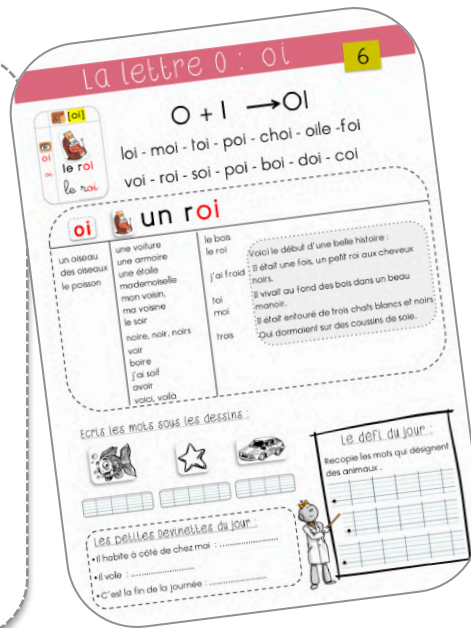 La lettre O : oi
6
[oi]
oi
oi
le roi
le roi
O + I → OI
loi - moi - toi - poi - choi - oile - foi
voi - roi - soi - poi - boi - doi - coi
oi
un roi
un oiseau
des oiseaux
le poisson
une voiture
une armoire
une étoile
mademoiselle
mon voisin,
ma voisine
le soir
noire, noir, noirs
voir
boire
j'ai soif
avoir
voici, voilà
le bois
le roi
j'ai froid
toi
moi
trois
Voici le début d'une belle histoire :
Il était une fois, un petit roi aux cheveux
noirs.
Il vivait au fond des bois dans un beau
manoir.
Il était entouré de trois chats blancs et noirs
Qui dormaient sur des coussins de soie.
Ecris les mots sous les dessins :
Les petites devinettes du jour :
•Il habite à côté de chez moi : ........................
•Il vole : ........................
•C'est la fin de la journée : ........................
Le défi du jour :
Recopie les mots qui désignent
des animaux .